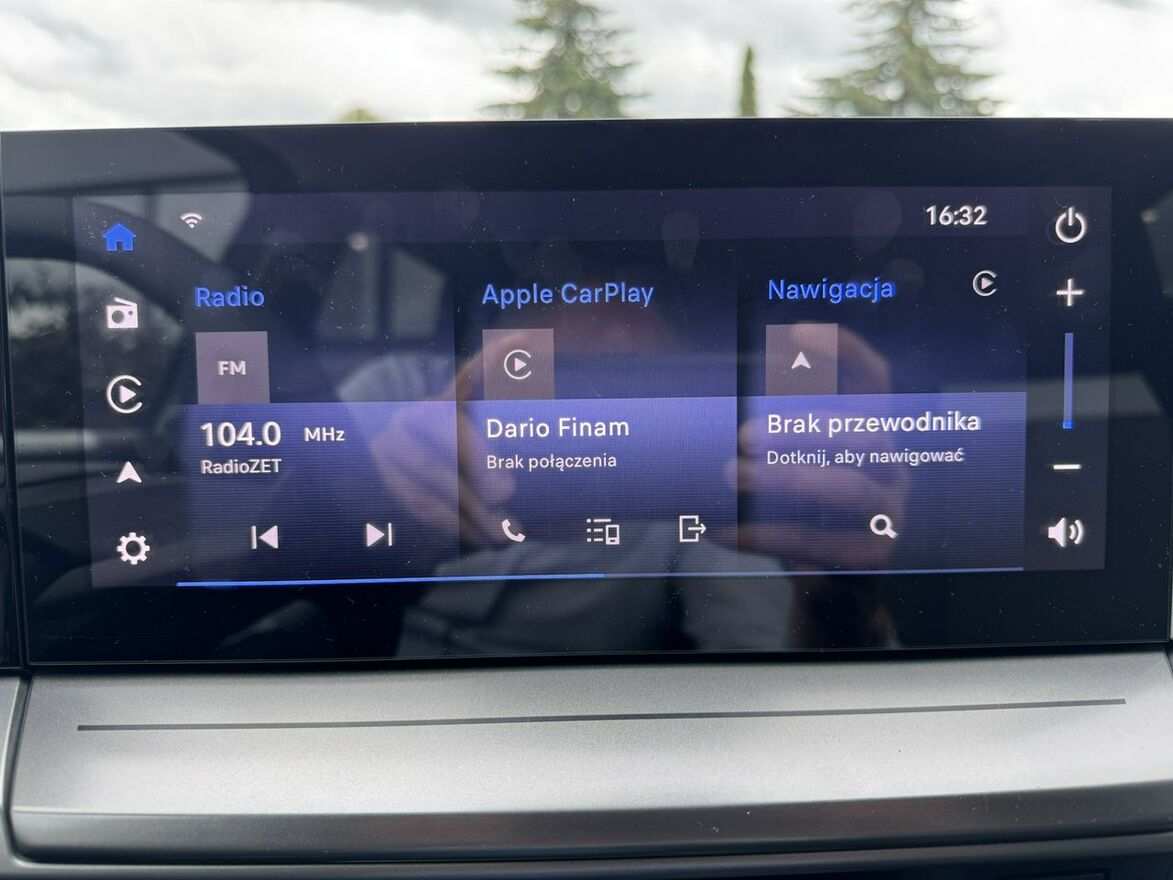 16:32
Radio
FM
104.0 MHz
RadioZET
Apple CarPlay
Dario Finam
Brak połączenia
Nawigacja
Brak przewodnika
Dotknij, aby nawigować